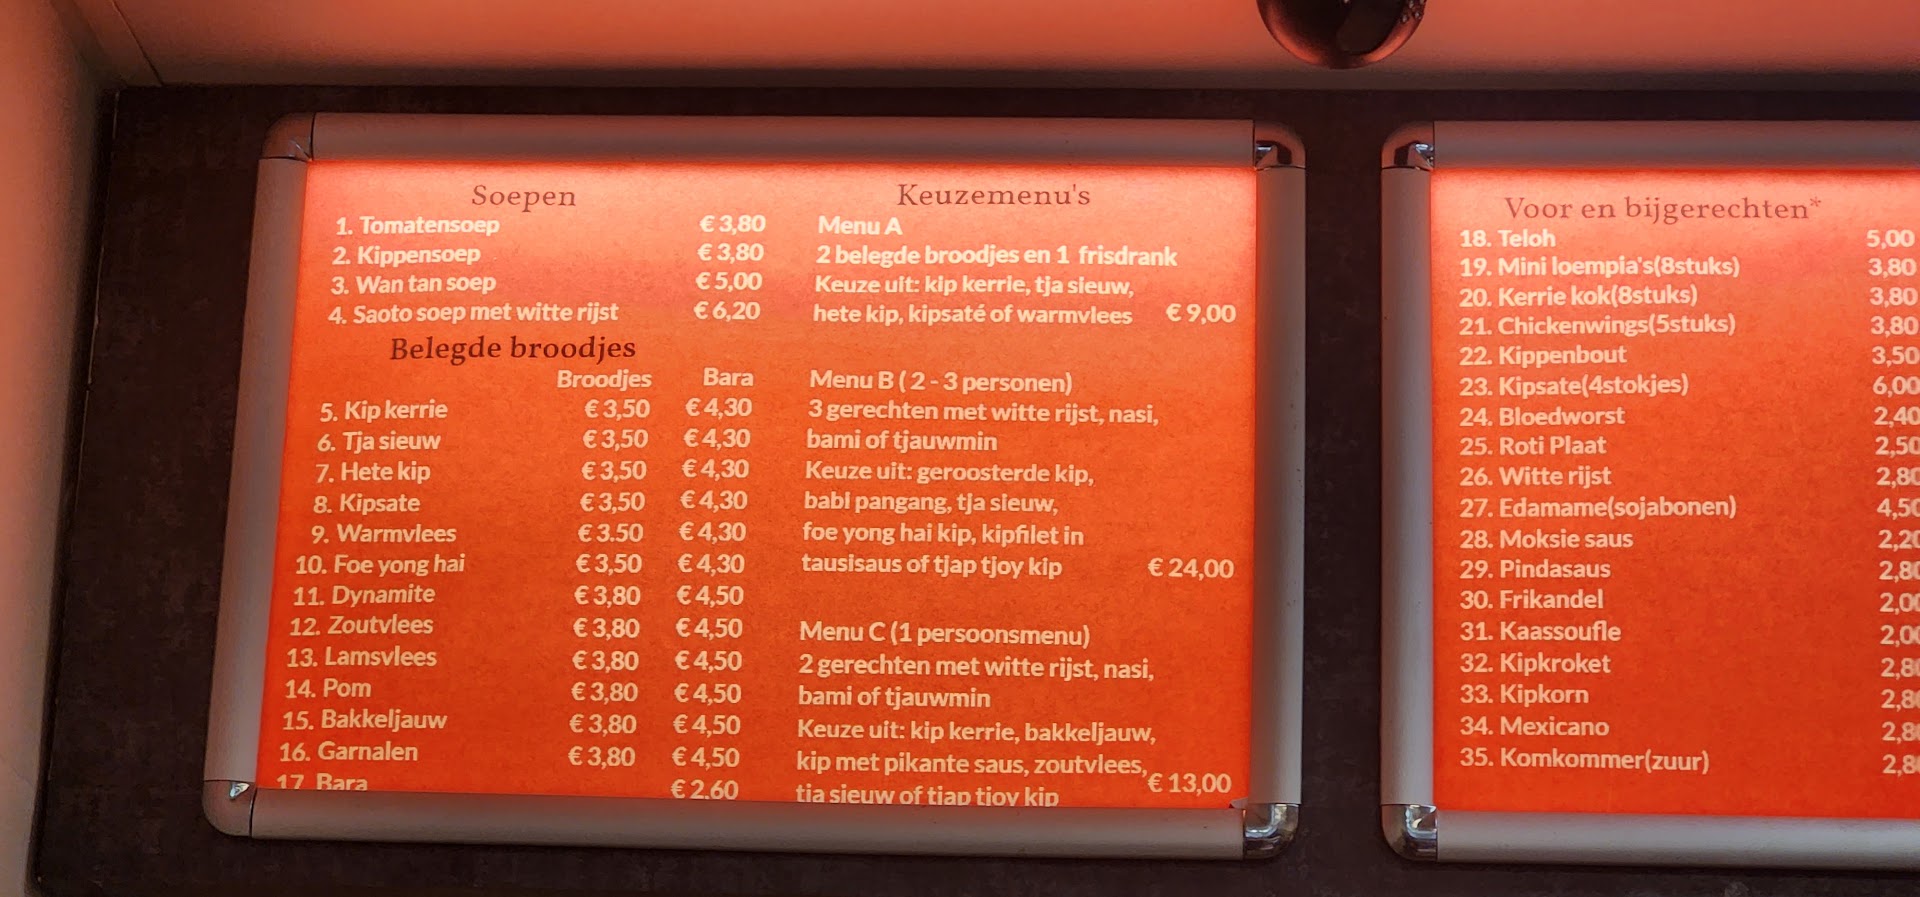 Soepen
1. Tomatensoep € 3,80
2. Kippensoep € 3,80
3. Wan tan soep € 5,00
4. Saoto soep met witte rijst € 6,20
Belegde broodjes
Broodjes Bara
5. Kip kerrie € 3,50 € 4,30
6. Tja sieuw € 3,50 € 4,30
7. Hete kip € 3,50 € 4,30
8. Kipsate € 3,50 € 4,30
9. Warmvlees € 3.50 € 4,30
10. Foe yong hai € 3,50 € 4,30
11. Dynamite € 3,80 € 4,50
12. Zoutvlees € 3,80 € 4,50
13. Lamsvlees € 3,80 € 4,50
14. Pom € 3,80 € 4,50
15. Bakkeljauw € 3,80 € 4,50
16. Garnalen € 3,80 € 4,50
17. Bara € 2.60
Keuzemenu's
Menu A
2 belegde broodjes en 1 frisdrank
Keuze uit: kip kerrie, tja sieuw,
hete kip, kipsaté of warmvlees € 9,00
Menu B ( 2 - 3 personen)
3 gerechten met witte rijst, nasi,
bami of tjauwmin
Keuze uit: geroosterde kip,
babi pangang, tja sieuw,
foe yong hai kip, kipfilet in
tausisaus of tjap tjoy kip € 24,00
Menu C (1 persoonsmenu)
2 gerechten met witte rijst, nasi,
bami of tjauwmin
Keuze uit: kip kerrie, bakkeljauw,
kip met pikante saus, zoutvlees, € 13,00
tja sieuw of tjap tjoy kip
Voor en bijgerechten*
18. Teloh 5,00
19. Mini loempia's(8stuks) 3,80
20. Kerrie kok(8stuks) 3,80
21. Chickenwings(5stuks) 3,80
22. Kippenbout 3,50
23. Kipsate(4stokjes) 6,00
24. Bloedworst 2,40
25. Roti Plaat 2,50
26. Witte rijst 2,80
27. Edamame(sojabonen) 4,50
28. Moksie saus 2,20
29. Pindasaus 2,80
30. Frikandel 2,00
31. Kaassoufle 2,00
32. Kipkroket 2,80
33. Kipkorn 2,80
34. Mexicano 2,80
35. Komkommer(zuur) 2,80